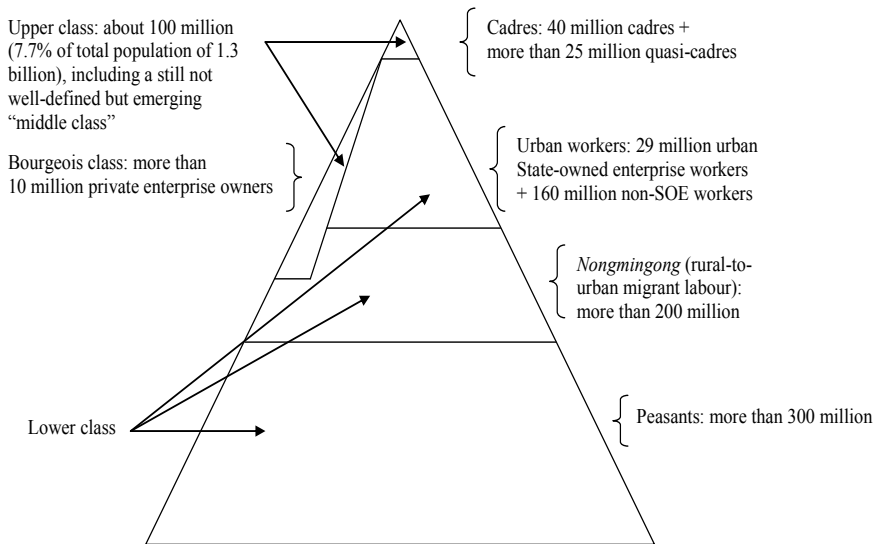 Upper class: about 100 million
(7.7% of total population of 1.3
billion), including a still not
well-defined but emerging
“middle class”
Cadres: 40 million cadres +
more than 25 million quasi-cadres
Bourgeois class: more than
10 million private enterprise owners
Urban workers: 29 million urban
State-owned enterprise workers
+ 160 million non-SOE workers
Nongmingong (rural-to-
urban migrant labour):
more than 200 million
Lower class
Peasants: more than 300 million